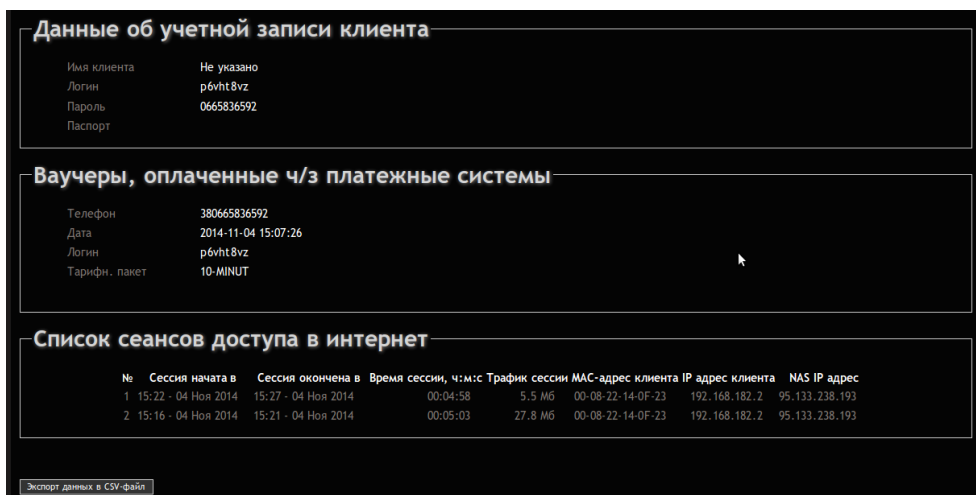 Данные об учетной записи клиента
Имя клиента Не указано
Логин p6vht8vz
Пароль 0665836592
Паспорт
Ваучеры, оплаченные ч/з платежные системы
Телефон 380665836592
Дата 2014-11-04 15:07:26
Логин p6vht8vz
Тарифн. пакет 10-MINUT
Список сеансов доступа в интернет
№ Сессия начата в Сессия окончена в Время сессии, ч:м:с Трафик сессии MAC-адрес клиента IP адрес клиента NAS IP адрес
1 15:22 - 04 Ноя 2014 15:27 - 04 Ноя 2014 00:04:58 5.5 Мб 00-08-22-14-0F-23 192.168.182.2 95.133.238.193
2 15:16 - 04 Ноя 2014 15:21 - 04 Ноя 2014 00:05:03 27.8 Мб 00-08-22-14-0F-23 192.168.182.2 95.133.238.193
Экспорт данных в CSV-файл